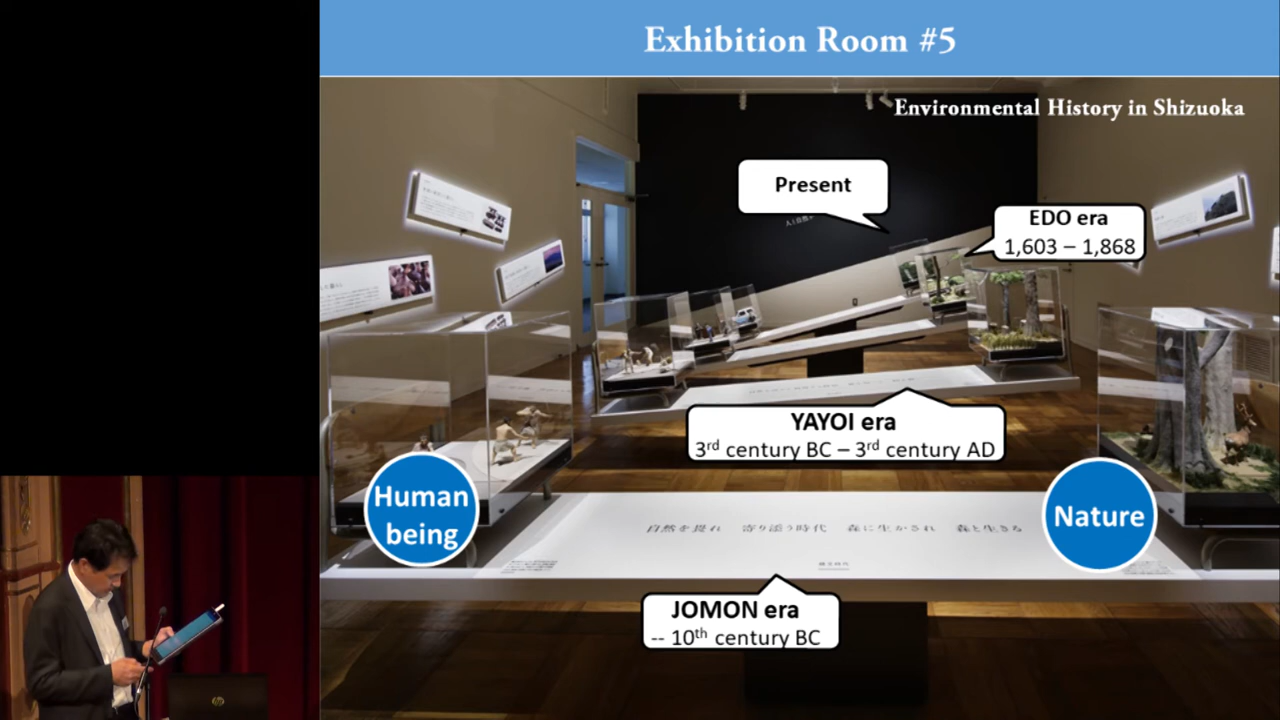 Exhibition Room #5
Environmental History in Shizuoka
Present
EDO era
1,603 – 1,868
YAYOI era
3rd century BC – 3rd century AD
Human
being
Nature
自然を畏れ 寄り添う時代 森に生かされ 森と生きる
JOMON era
-- 10th century BC